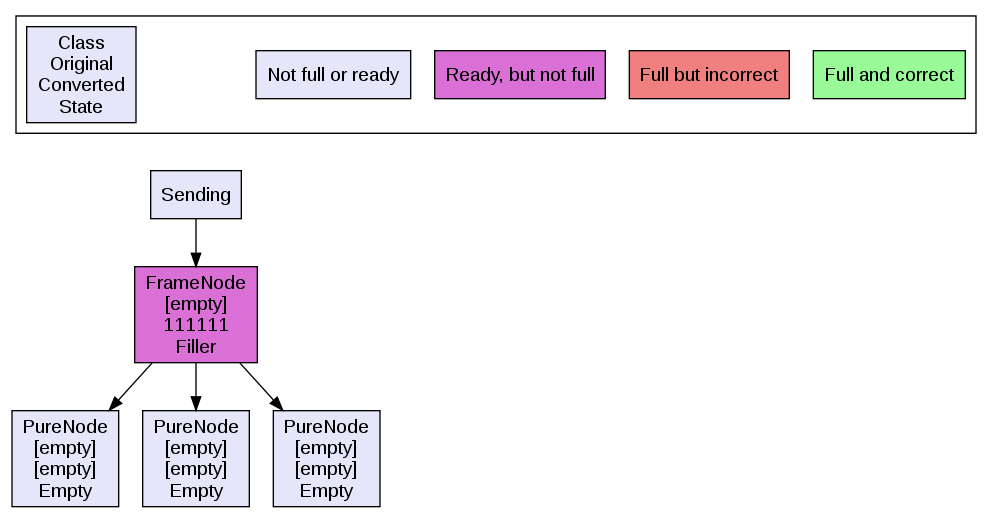 Class
Original
Converted
State
Not full or ready
Ready, but not full
Full but incorrect
Full and correct
Sending
FrameNode
[empty]
111111
Filler
PureNode
[empty]
[empty]
Empty
PureNode
[empty]
[empty]
Empty
PureNode
[empty]
[empty]
Empty